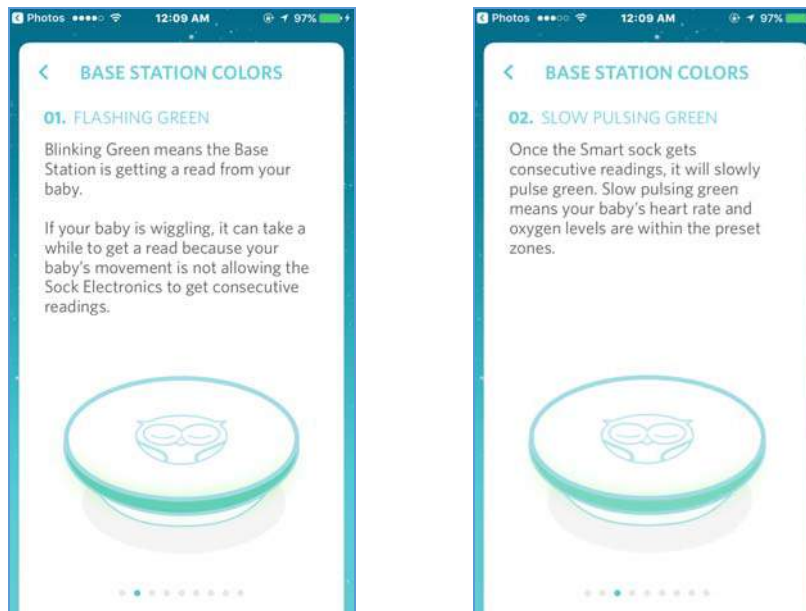 Photos 12:09 AM 97%
BASE STATION COLORS
01. FLASHING GREEN
Blinking Green means the Base
Station is getting a read from your
baby.
If your baby is wiggling, it can take a
while to get a read because your
baby's movement is not allowing the
Sock Electronics to get consecutive
readings.
Photos 12:09 AM 97%
BASE STATION COLORS
02. SLOW PULSING GREEN
Once the Smart sock gets
consecutive readings, it will slowly
pulse green. Slow pulsing green
means your baby's heart rate and
oxygen levels are within the preset
zones.